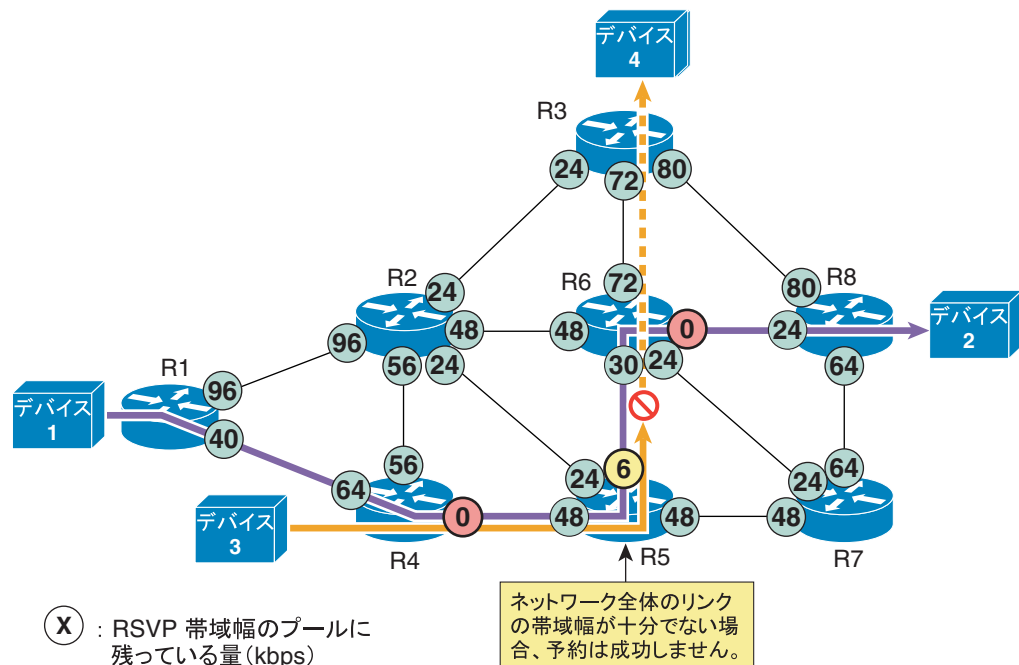 デバイス
4
R3
24
72
80
R2
R6
R8
24
72
80
48
48
0
24
デバイス
2
96
56
24
30
24
64
R1
96
デバイス
1
40
56
64
24
6
24
64
デバイス
3
0
48
48
48
R4
R5
R7
X : RSVP 帯域幅のプールに
残っている量(kbps)
ネットワーク全体のリンク
の帯域幅が十分でない場
合、予約は成功しません。